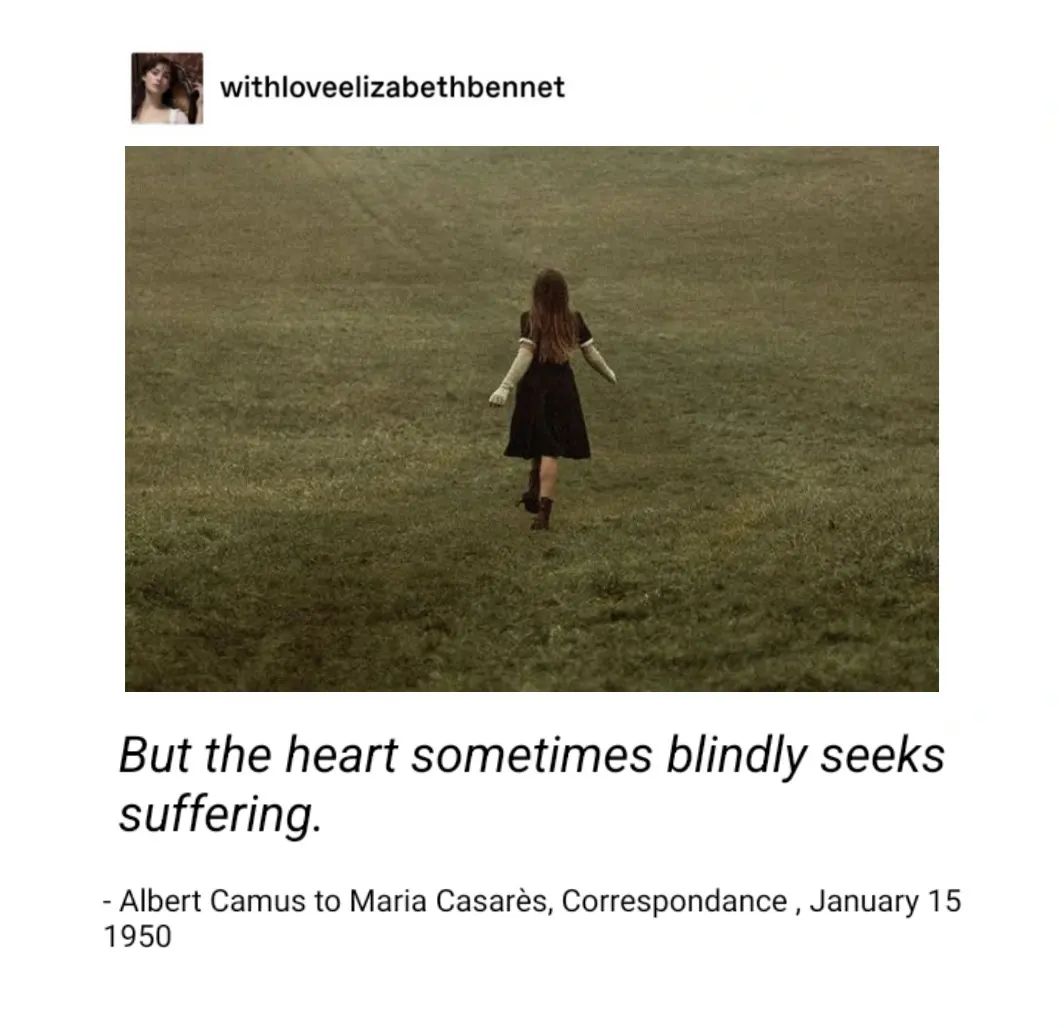 withloveelizabethbennet
But the heart sometimes blindly seeks
suffering.
- Albert Camus to Maria Casarès, Correspondance , January 15
1950